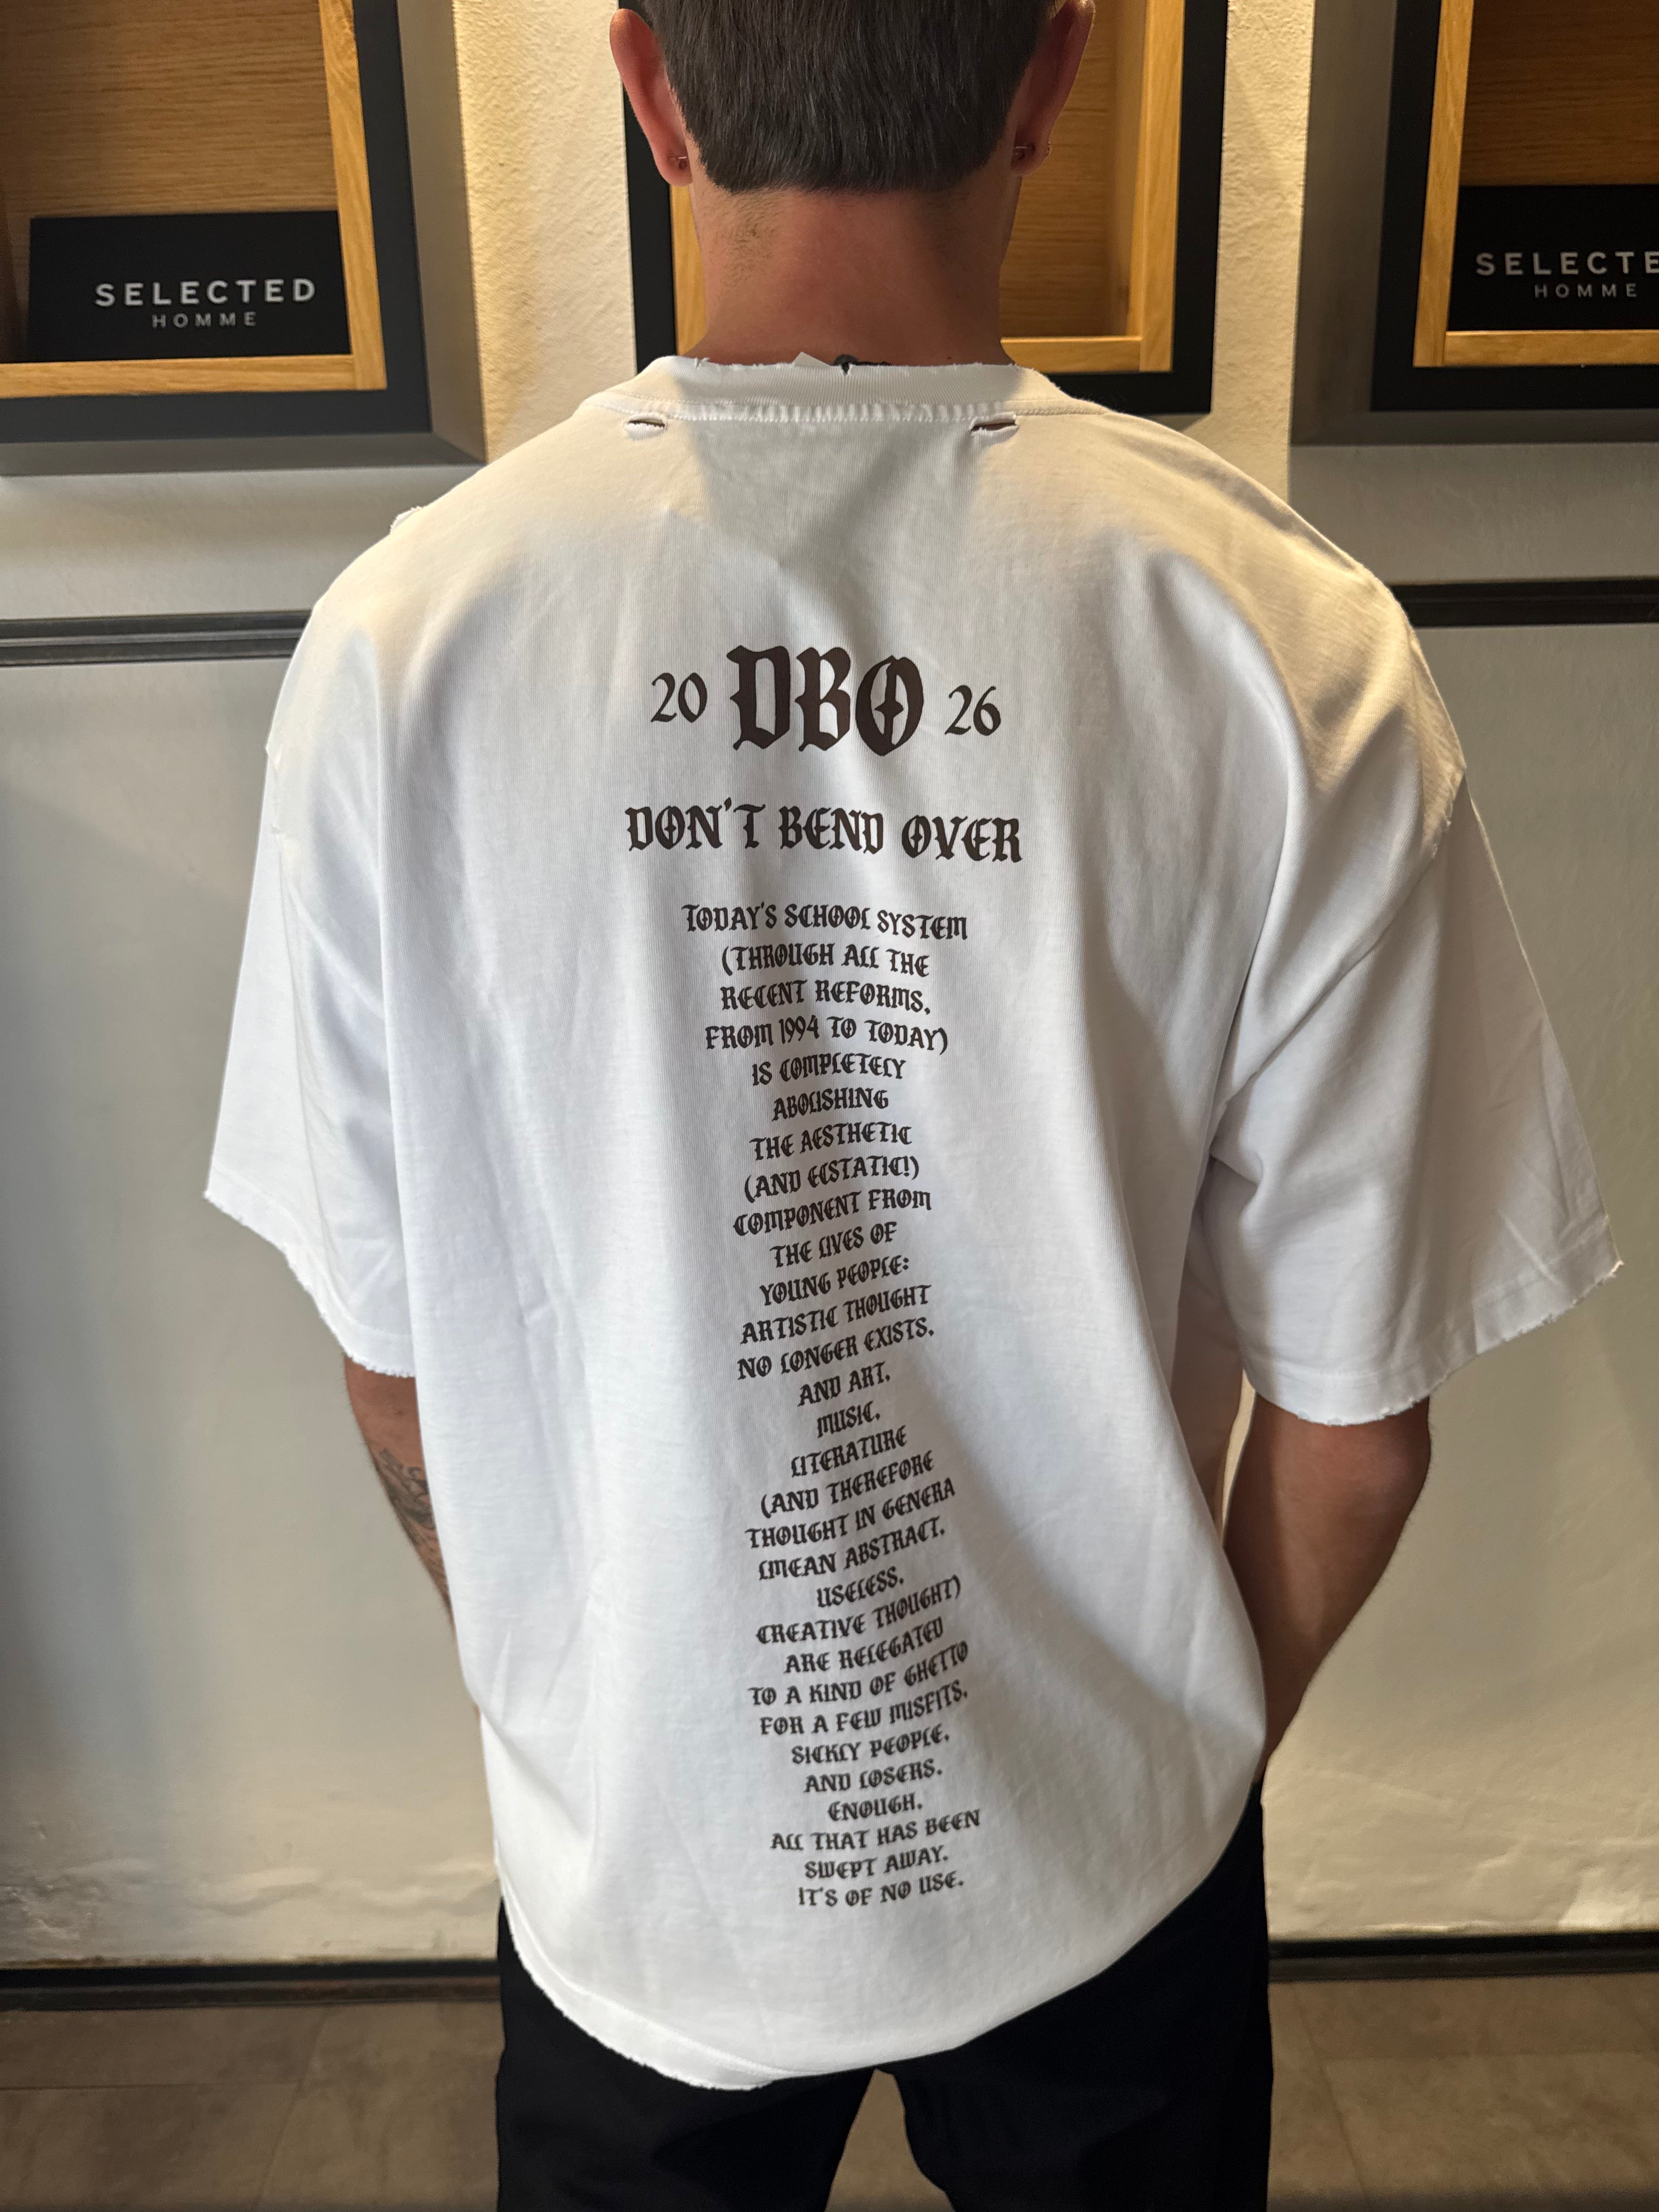 SELECTED
HOMME
SELECTE
HOMME
20 DBO 26
DON'T BEND OVER
TODAY'S SCHOOL SYSTEM
(THROUGH ALL THE
RECENT REFORMS,
FROM 1994 TO TODAY)
IS COMPLETELY
ABOLISHING
THE AESTHETIC
(AND ECSTATIC!)
COMPONENT FROM
THE LIVES OF
YOUNG PEOPLE:
ARTISTIC THOUGHT
NO LONGER EXISTS,
AND ART,
MUSIC,
LITERATURE
(AND THEREFORE
THOUGHT IN GENERA
LMEAN ABSTRACT,
USELESS,
CREATIVE THOUGHT)
ARE RELEGATED
TO A KIND OF GHETTO
FOR A FEW MISFITS,
SICKLY PEOPLE,
AND LOSERS.
ENOUGH.
ALL THAT HAS BEEN
SWEPT AWAY.
IT'S OF NO USE.